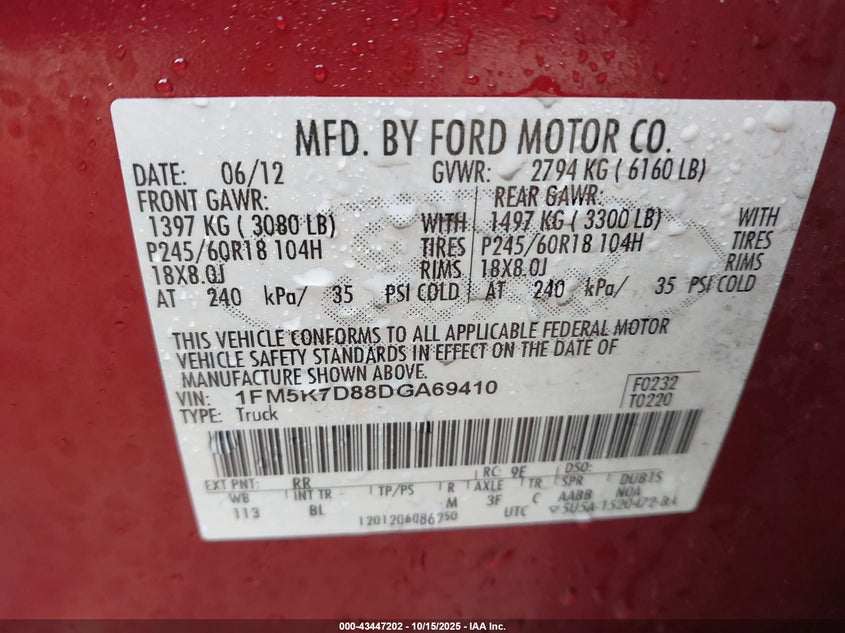 MFD. BY FORD MOTOR CO.
DATE: 06/12 GVWR: 2794 KG ( 6160 LB)
FRONT GAWR: REAR GAWR:
1397 KG ( 3080 LB) WITH 1497 KG ( 3300 LB) WITH
P245/60R18 104H TIRES P245/60R18 104H TIRES
18X8.0J RIMS 18X8.0J RIMS
AT 240 kPa/ 35 PSI COLD AT 240 kPa/ 35 PSI COLD
THIS VEHICLE CONFORMS TO ALL APPLICABLE FEDERAL MOTOR
VEHICLE SAFETY STANDARDS IN EFFECT ON THE DATE OF
MANUFACTURE SHOWN ABOVE.
VIN: 1FM5K7D88DGA69410 F0232
TYPE: Truck T0220
EXT PNT: RR RC: 9E DSO:
WB INT TR TP/PS R AXLE TR SPR DUBTS
113 BL M 3F C AABB NOA
1201206086250 UTC ▽5U5A-1520472-BA
000-43447202 - 10/15/2025 - IAA Inc.